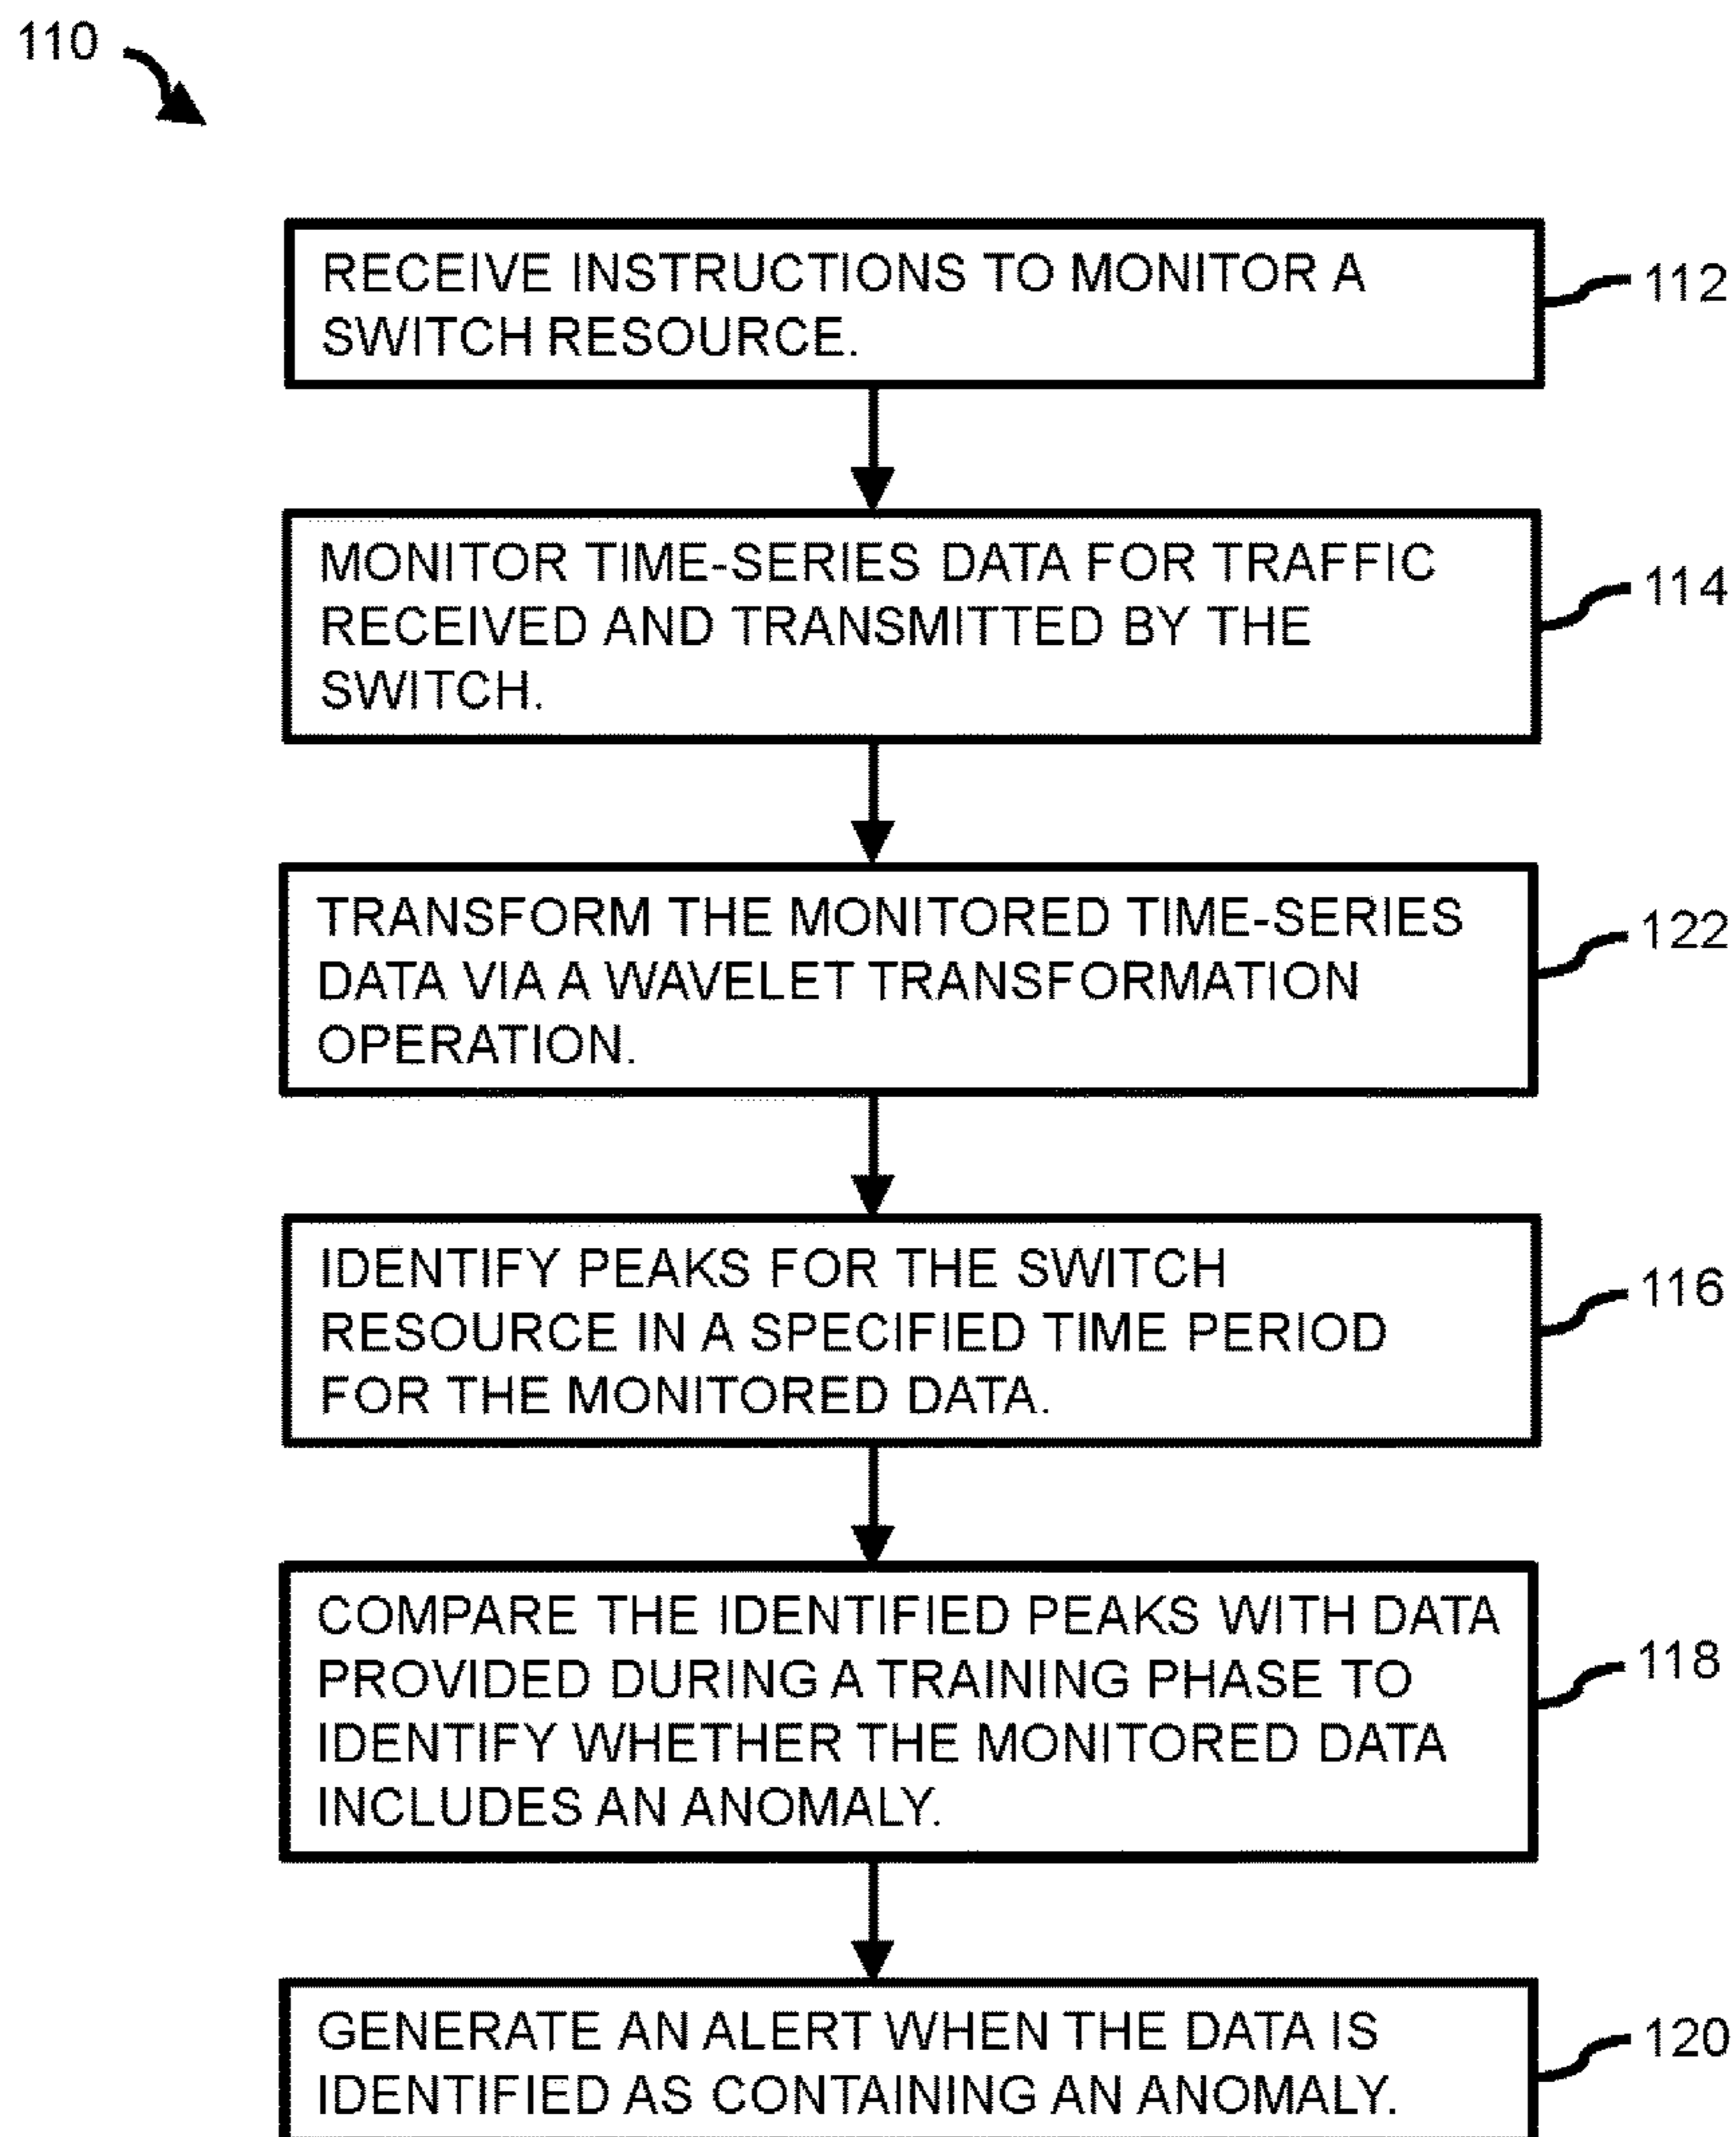 110
RECEIVE INSTRUCTIONS TO MONITOR A
SWITCH RESOURCE.
112
MONITOR TIME-SERIES DATA FOR TRAFFIC
RECEIVED AND TRANSMITTED BY THE
SWITCH.
114
TRANSFORM THE MONITORED TIME-SERIES
DATA VIA A WAVELET TRANSFORMATION
OPERATION.
122
IDENTIFY PEAKS FOR THE SWITCH
RESOURCE IN A SPECIFIED TIME PERIOD
FOR THE MONITORED DATA.
116
COMPARE THE IDENTIFIED PEAKS WITH DATA
PROVIDED DURING A TRAINING PHASE TO
IDENTIFY WHETHER THE MONITORED DATA
INCLUDES AN ANOMALY.
118
GENERATE AN ALERT WHEN THE DATA IS
IDENTIFIED AS CONTAINING AN ANOMALY.
120